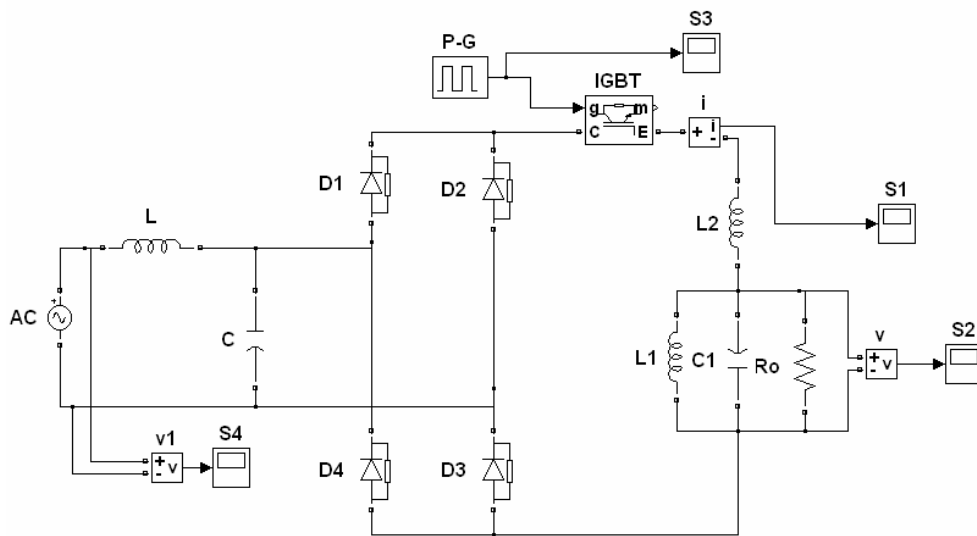 S3
P-G
IGBT
i
g m
C E
+ i
-
D1
D2
S1
L
L2
AC
+
C
L1
C1
Ro
v
S2
+
-
v
v1
S4
+
-
v
D4
D3